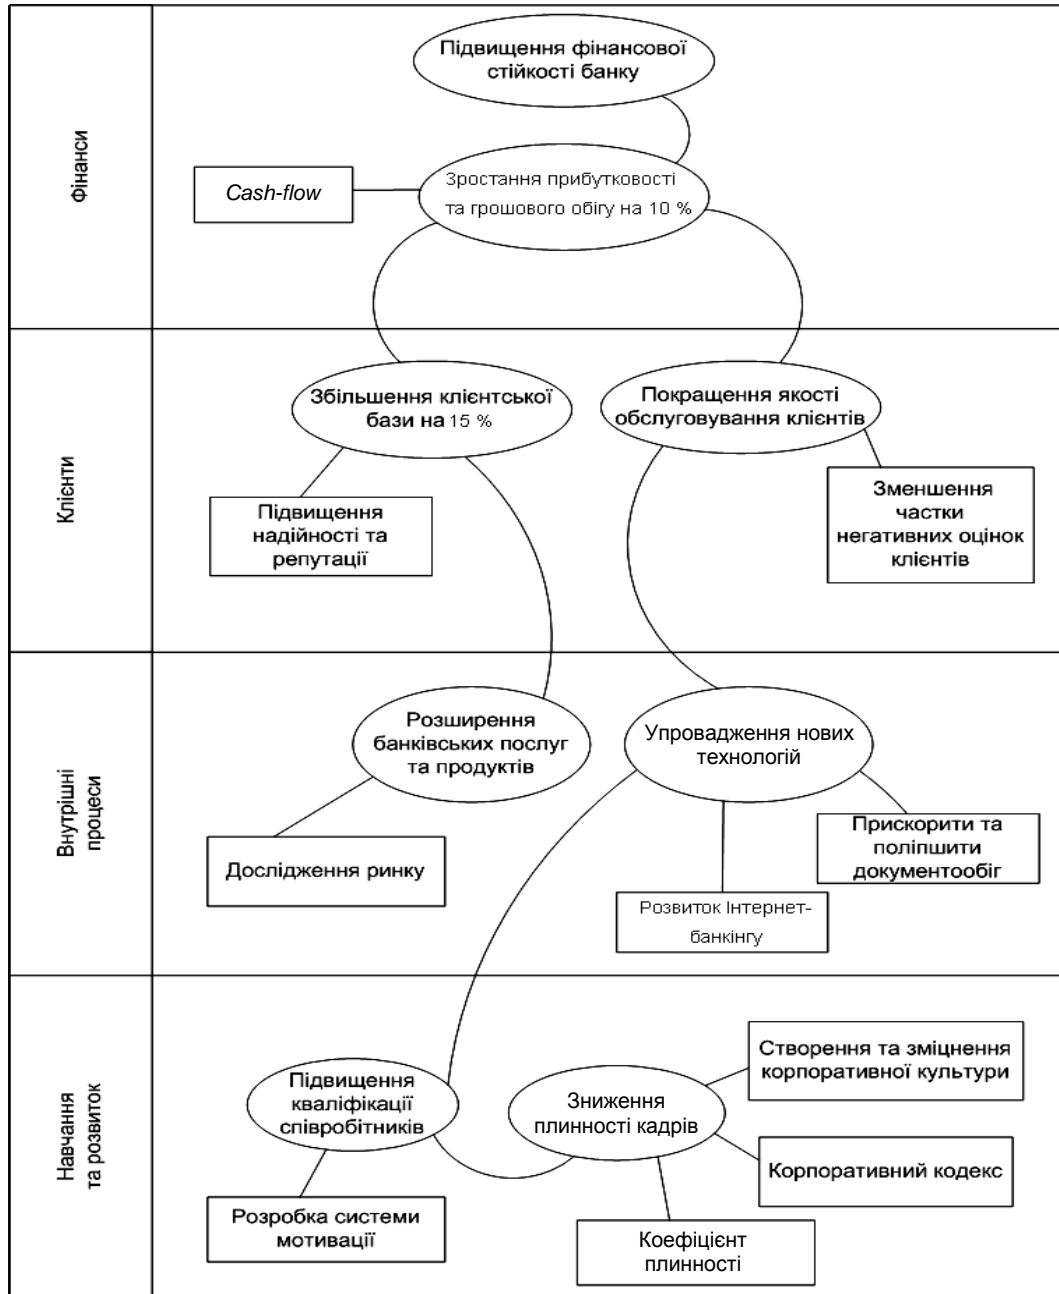 Фінанси
Підвищення фінансової
стійкості банку
Cash-flow
Зростання прибутковості
та грошового обігу на 10 %
Клієнти
Збільшення клієнтської
бази на 15 %
Покращення якості
обслуговування клієнтів
Підвищення
надійності та
репутації
Зменшення
частки
негативних оцінок
клієнтів
Внутрішні
процеси
Розширення
банківських послуг
та продуктів
Упровадження нових
технологій
Дослідження ринку
Прискорити та
поліпшити
документообіг
Розвиток Інтернет-
банкінгу
Навчання
та розвиток
Підвищення
кваліфікації
співробітників
Зниження
плинності кадрів
Створення та зміцнення
корпоративної культури
Корпоративний кодекс
Розробка системи
мотивації
Коефіцієнт
плинності